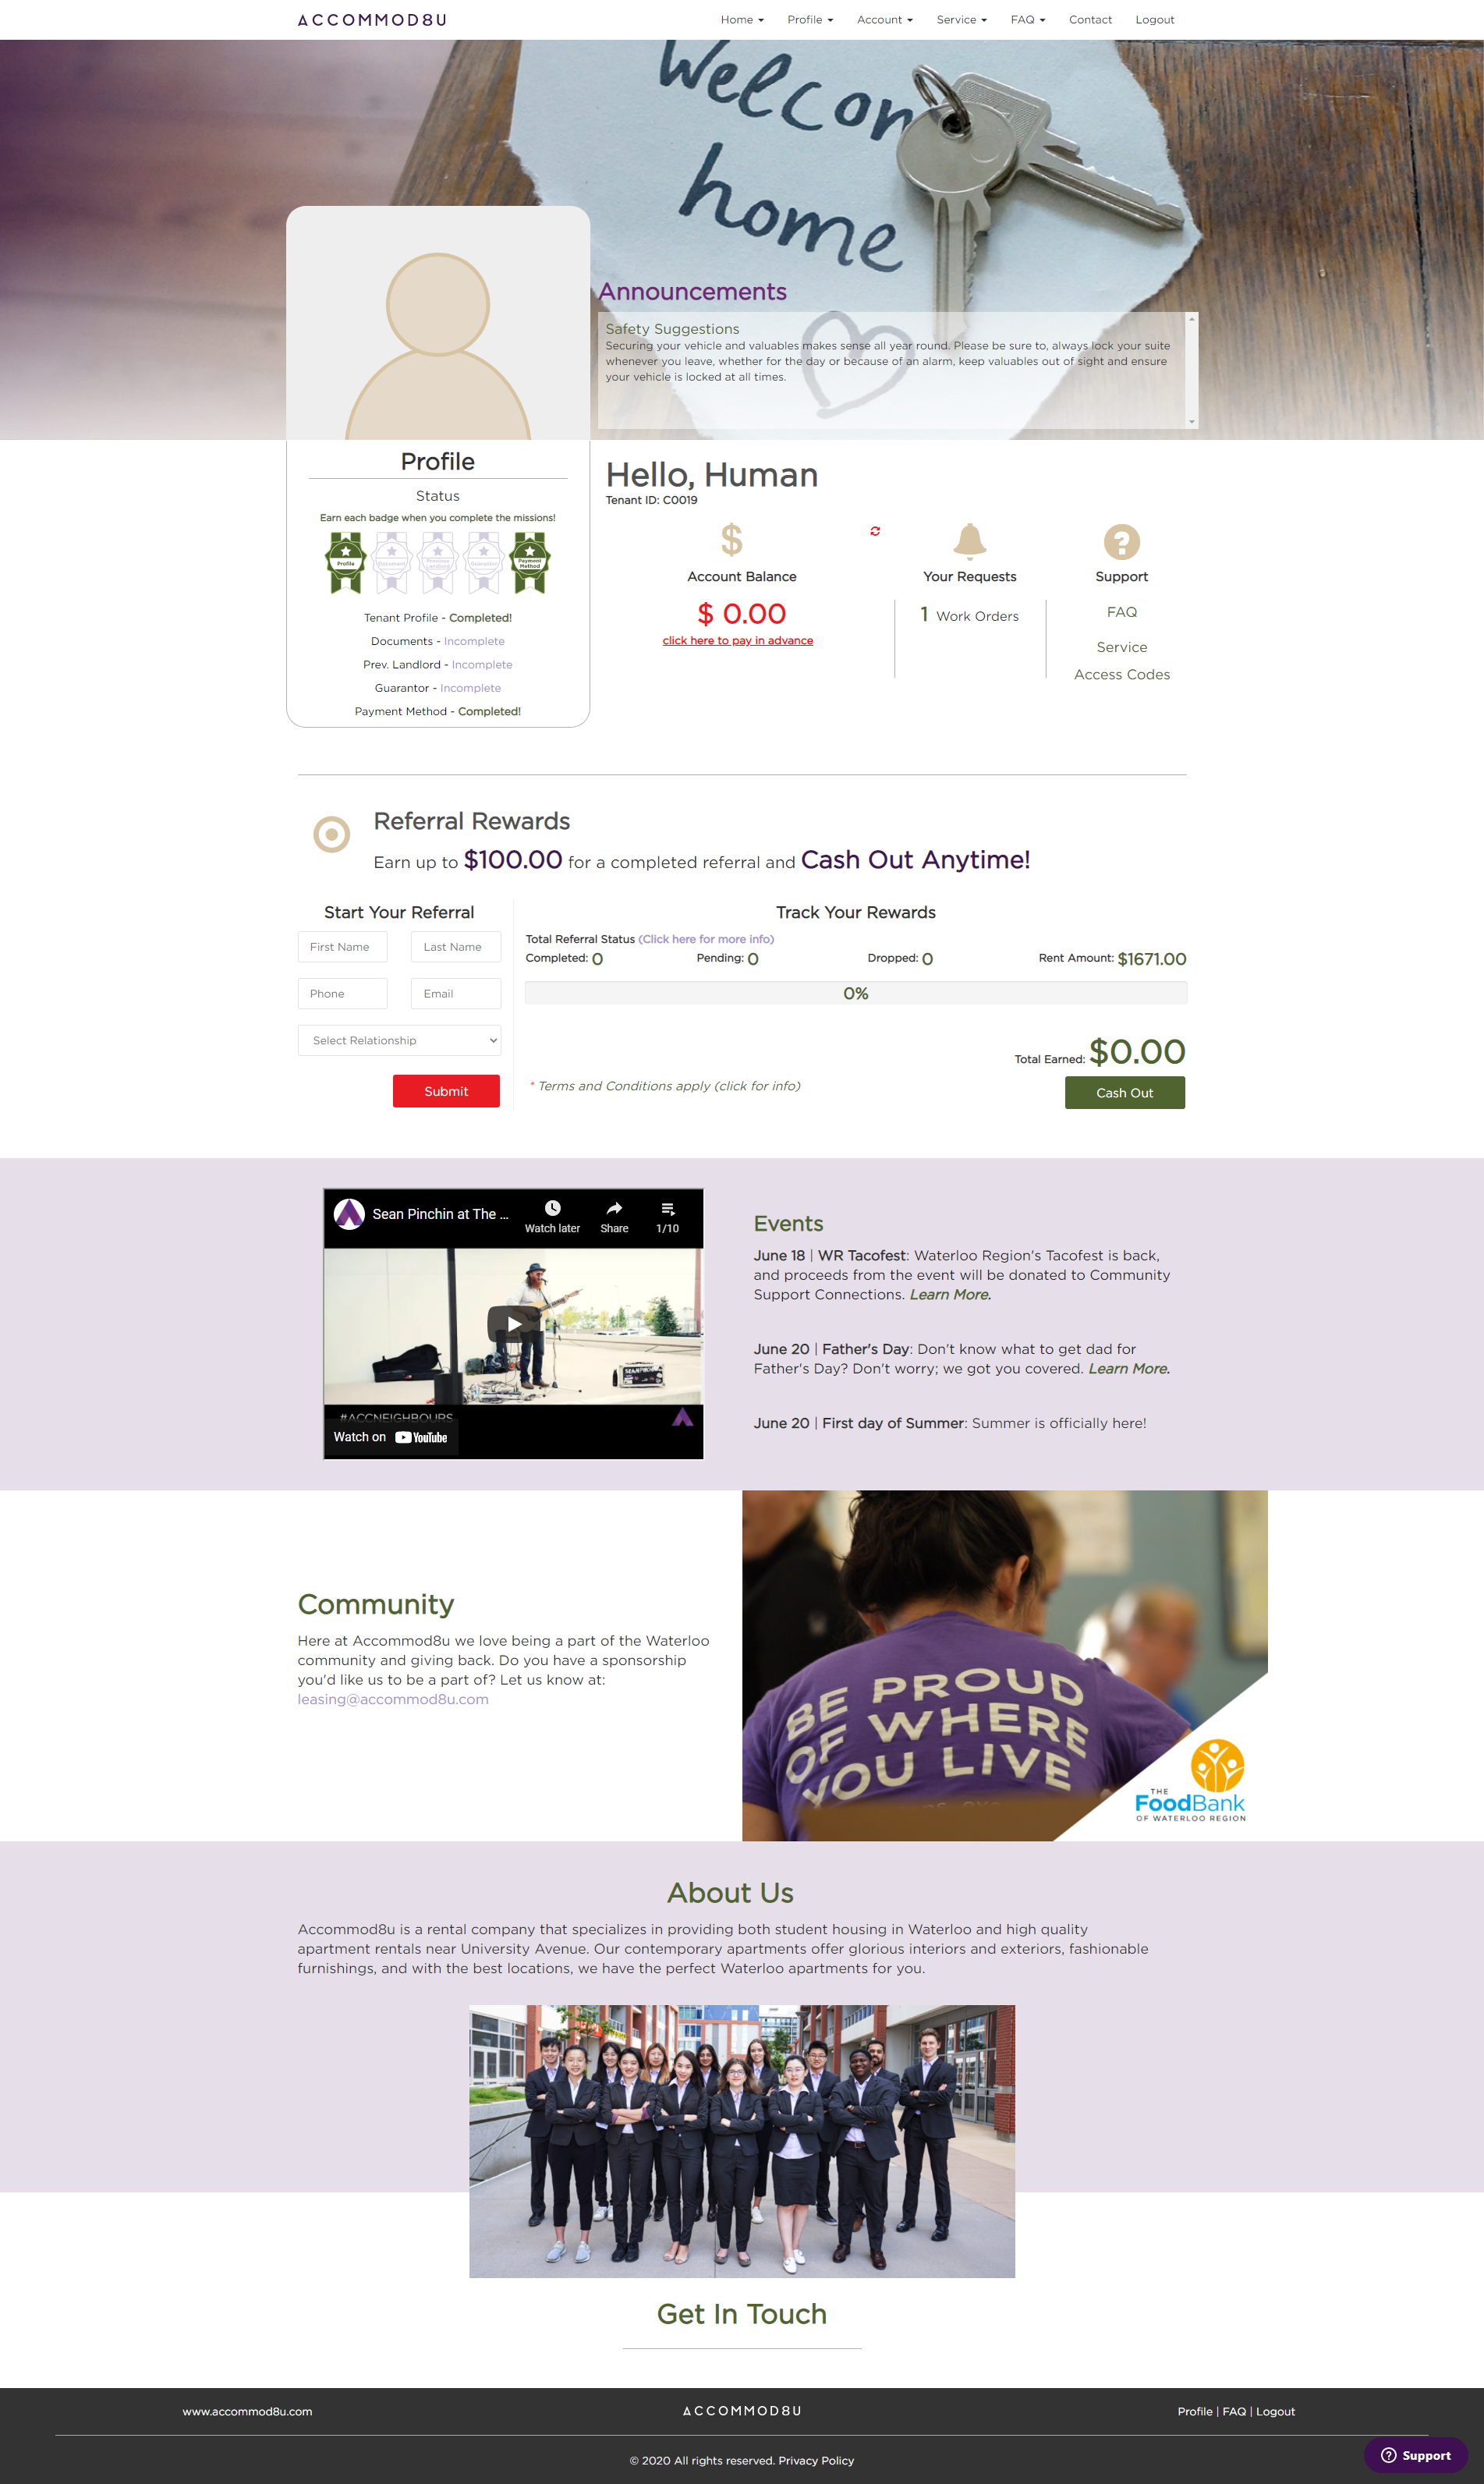 ACCOMMOD8U
Home
Profile
Account
Service
FAQ
Contact
Logout
Welcom
home
Announcements
Safety Suggestions
Securing your vehicle and valuables makes sense all year round. Please be sure to, always lock your suite
whenever you leave, whether for the day or because of an alarm, keep valuables out of sight and ensure
your vehicle is locked at all times.
Profile
Status
Earn each badge when you complete the missions!
Profile
Document
Previous
Landlord
Guarantor
Payment
Method
Tenant Profile - Completed!
Documents - Incomplete
Prev. Landlord - Incomplete
Guarantor - Incomplete
Payment Method - Completed!
Hello, Human
Tenant ID: C0019
Account Balance
$ 0.00
click here to pay in advance
Your Requests
1 Work Orders
Support
FAQ
Service
Access Codes
Referral Rewards
Earn up to $100.00 for a completed referral and Cash Out Anytime!
Start Your Referral
First Name
Last Name
Phone
Email
Select Relationship
Submit
Track Your Rewards
Total Referral Status (Click here for more info)
Completed: 0
Pending: 0
Dropped: 0
Rent Amount: $1671.00
0%
Total Earned: $0.00
* Terms and Conditions apply (click for info)
Cash Out
Sean Pinchin at The ...
Watch later
Share
1/10
SEAN PINCHIN
#ACCNEIGHBOURS
Watch on YouTube
Events
June 18 | WR Tacofest: Waterloo Region's Tacofest is back,
and proceeds from the event will be donated to Community
Support Connections. Learn More.
June 20 | Father's Day: Don't know what to get dad for
Father's Day? Don't worry; we got you covered. Learn More.
June 20 | First day of Summer: Summer is officially here!
Community
Here at Accommod8u we love being a part of the Waterloo
community and giving back. Do you have a sponsorship
you'd like us to be a part of? Let us know at:
leasing@accommod8u.com
BE PROUD
OF WHERE
YOU LIVE
THE
FoodBank
OF WATERLOO REGION
About Us
Accommod8u is a rental company that specializes in providing both student housing in Waterloo and high quality
apartment rentals near University Avenue. Our contemporary apartments offer glorious interiors and exteriors, fashionable
furnishings, and with the best locations, we have the perfect Waterloo apartments for you.
Get In Touch
www.accommod8u.com
ACCOMMOD8U
Profile | FAQ | Logout
© 2020 All rights reserved. Privacy Policy
Support